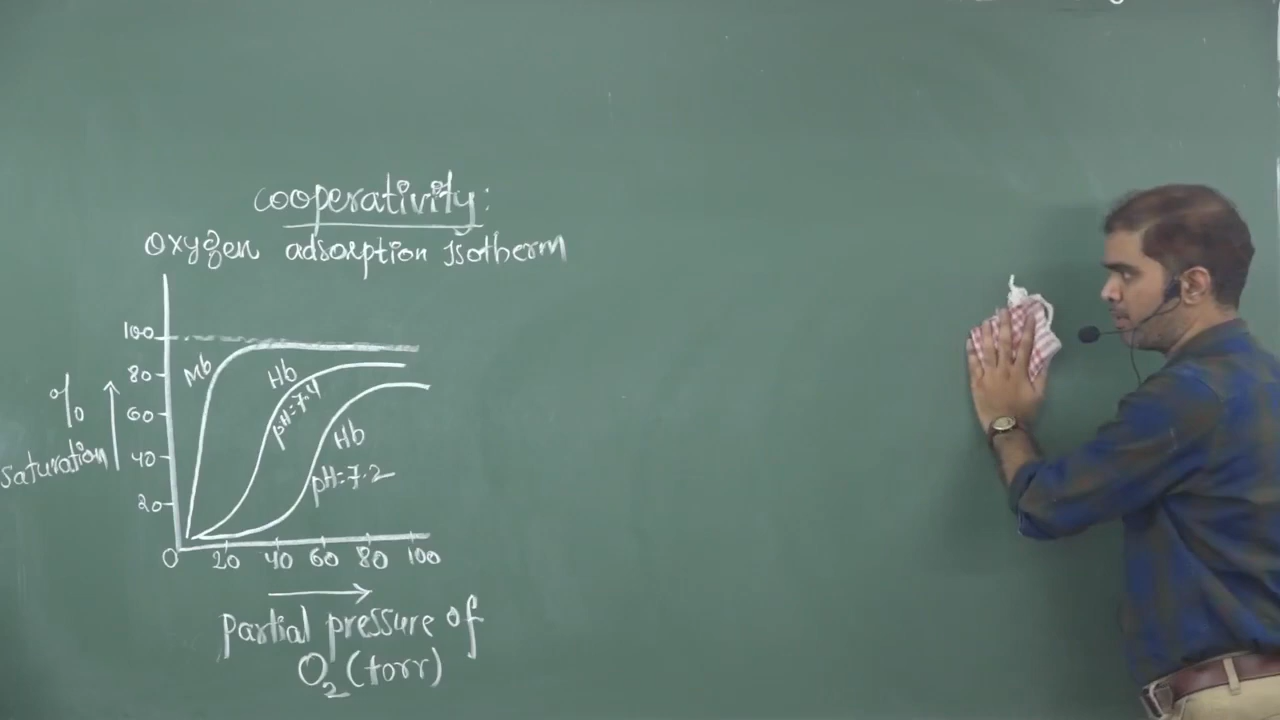 cooperativity:
Oxygen adsorption isotherm
100
80
60
40
20
0
% saturation
Mb
Hb
pH=7.4
Hb
pH=7.2
20 40 60 80 100
partial pressure of
O₂ (torr)